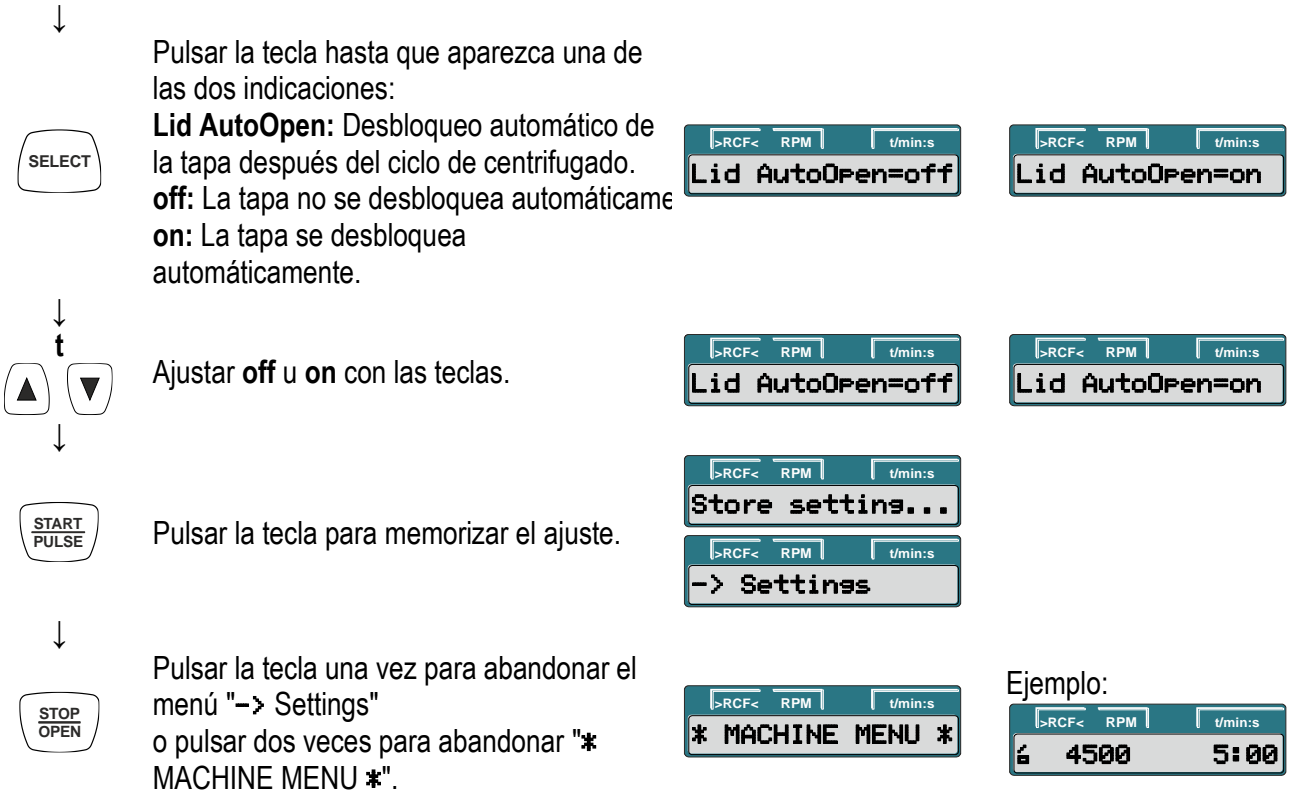 ↓
Pulsar la tecla hasta que aparezca una de
las dos indicaciones:
Lid AutoOpen: Desbloqueo automático de
la tapa después del ciclo de centrifugado.
off: La tapa no se desbloquea automáticame
on: La tapa se desbloquea
automáticamente.
SELECT
>RCF< RPM t/min:s
Lid AutoOpen=off
>RCF< RPM t/min:s
Lid AutoOpen=on
↓
t
▲ ▼
Ajustar off u on con las teclas.
>RCF< RPM t/min:s
Lid AutoOpen=off
>RCF< RPM t/min:s
Lid AutoOpen=on
↓
START
PULSE
Pulsar la tecla para memorizar el ajuste.
>RCF< RPM t/min:s
Store setting...
>RCF< RPM t/min:s
-> Settings
↓
STOP
OPEN
Pulsar la tecla una vez para abandonar el
menú "-> Settings"
o pulsar dos veces para abandonar "*
MACHINE MENU *".
>RCF< RPM t/min:s
* MACHINE MENU *
Ejemplo:
>RCF< RPM t/min:s
4500 5:00